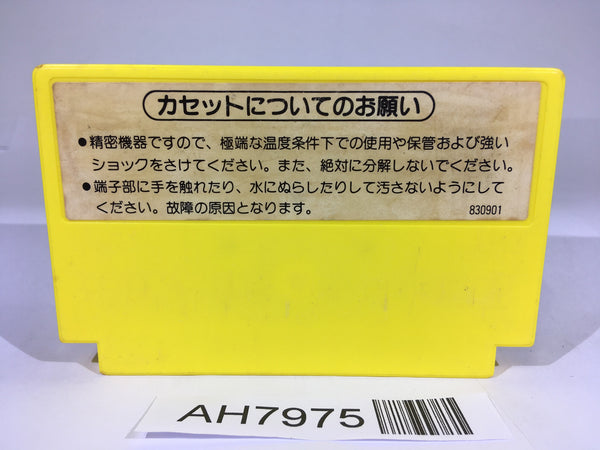 カセットについてのお願い
●精密機器ですので、極端な温度条件下での使用や保管および強い
ショックをさけてください。また、絶対に分解しないでください。
●端子部に手を触れたり、水にぬらしたりして汚さないようにして
ください。故障の原因となります。
830901
AH7975